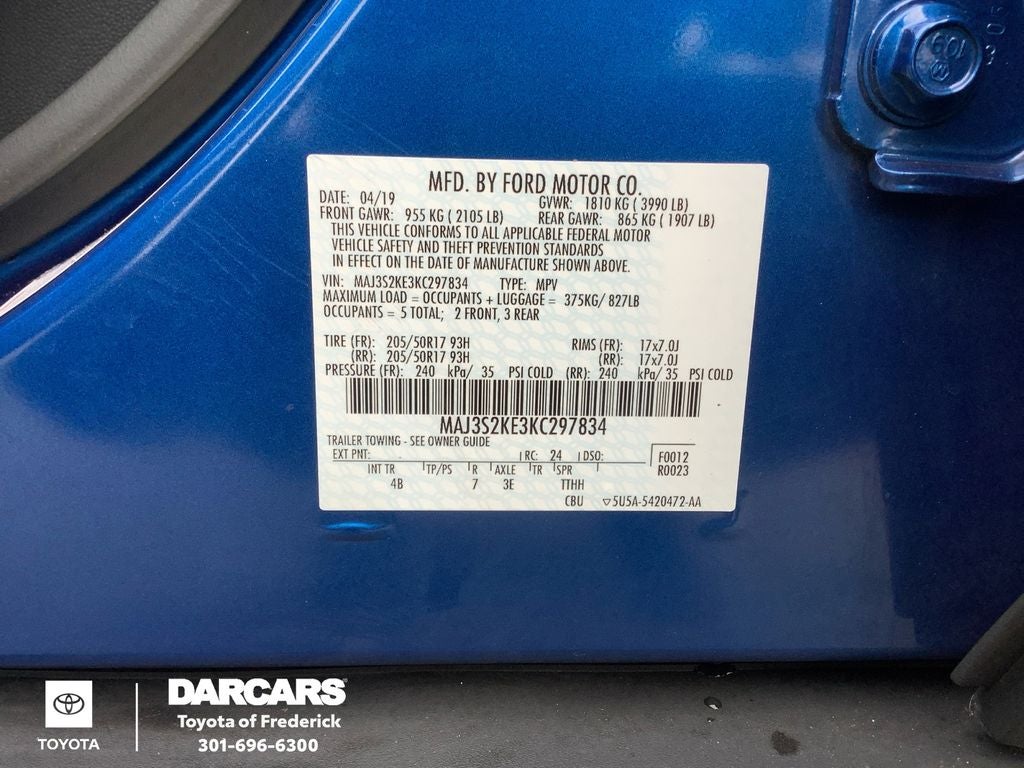 109
MFD. BY FORD MOTOR CO.
DATE: 04/19 GVWR: 1810 KG ( 3990 LB)
FRONT GAWR: 955 KG ( 2105 LB) REAR GAWR: 865 KG ( 1907 LB)
THIS VEHICLE CONFORMS TO ALL APPLICABLE FEDERAL MOTOR
VEHICLE SAFETY AND THEFT PREVENTION STANDARDS
IN EFFECT ON THE DATE OF MANUFACTURE SHOWN ABOVE.
VIN: MAJ3S2KE3KC297834 TYPE: MPV
MAXIMUM LOAD = OCCUPANTS + LUGGAGE = 375KG/ 827LB
OCCUPANTS = 5 TOTAL; 2 FRONT, 3 REAR
TIRE (FR): 205/50R17 93H RIMS (FR): 17x7.0J
(RR): 205/50R17 93H (RR): 17x7.0J
PRESSURE (FR): 240 kPa/ 35 PSI COLD (RR): 240 kPa/ 35 PSI COLD
MAJ3S2KE3KC297834
TRAILER TOWING - SEE OWNER GUIDE
EXT PNT: RC: 24 DSO: F0012
INT TR TP/PS R AXLE TR SPR R0023
4B 7 3E TTHH
CBU ▽5U5A-5420472-AA
TOYOTA
DARCARS
Toyota of Frederick
301-696-6300